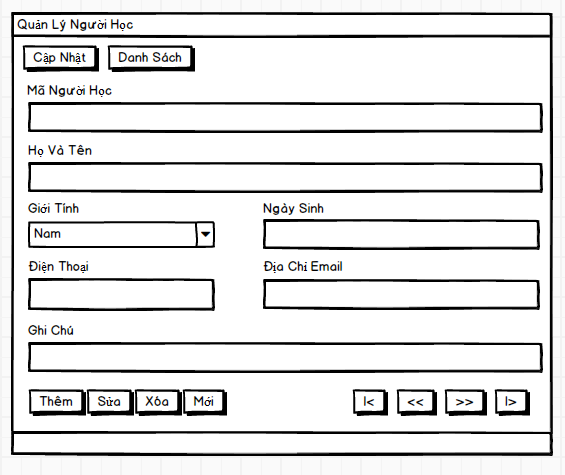 Quản Lý Người Học
Cập Nhật Danh Sách
Mã Người Học
Họ Và Tên
Giới Tính Ngày Sinh
Nam
Điện Thoại Địa Chỉ Email
Ghi Chú
Thêm Sửa Xóa Mới |< << >> |>